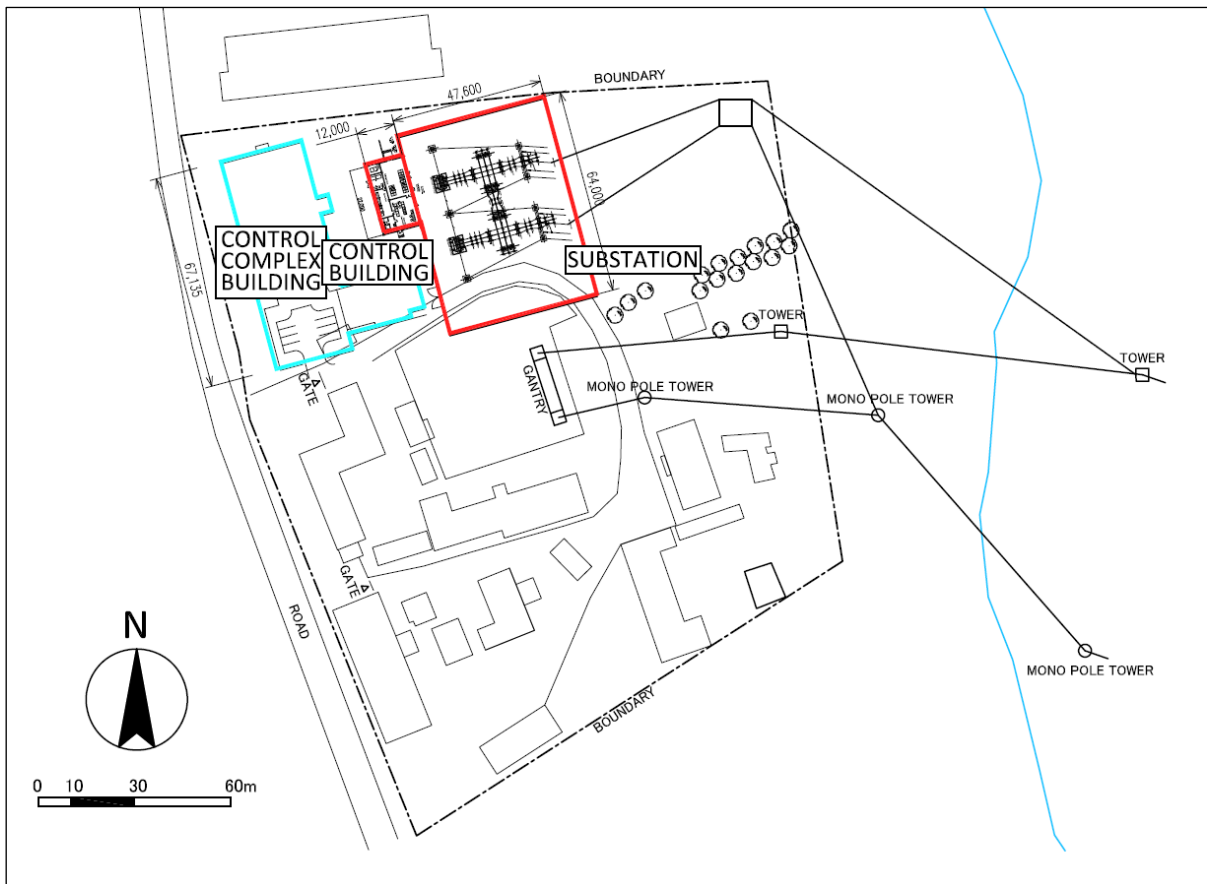 BOUNDARY
47,600
12,000
64,000
67,135
CONTROL
COMPLEX
BUILDING
CONTROL
BUILDING
SUBSTATION
TOWER
TOWER
GANTRY
MONO POLE TOWER
MONO POLE TOWER
GATE
GATE
ROAD
BOUNDARY
MONO POLE TOWER
N
0 10 30 60m